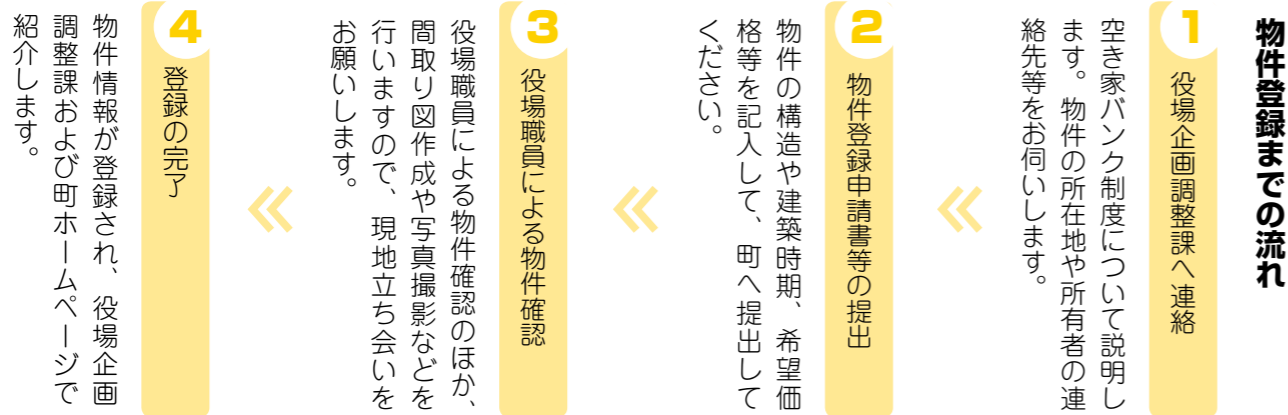 物件登録までの流れ
1 役場企画調整課へ連絡
空き家バンク制度について説明し
ます。物件の所在地や所有者の連
絡先等をお伺いします。
2 物件登録申請書等の提出
物件の構造や建築時期、希望価
格等を記入して、町へ提出して
ください。
3 役場職員による物件確認
役場職員による物件確認のほか、
間取り図作成や写真撮影などを
行いますので、現地立ち会いを
お願いします。
4 登録の完了
物件情報が登録され、役場企画
調整課および町ホームページで
紹介します。